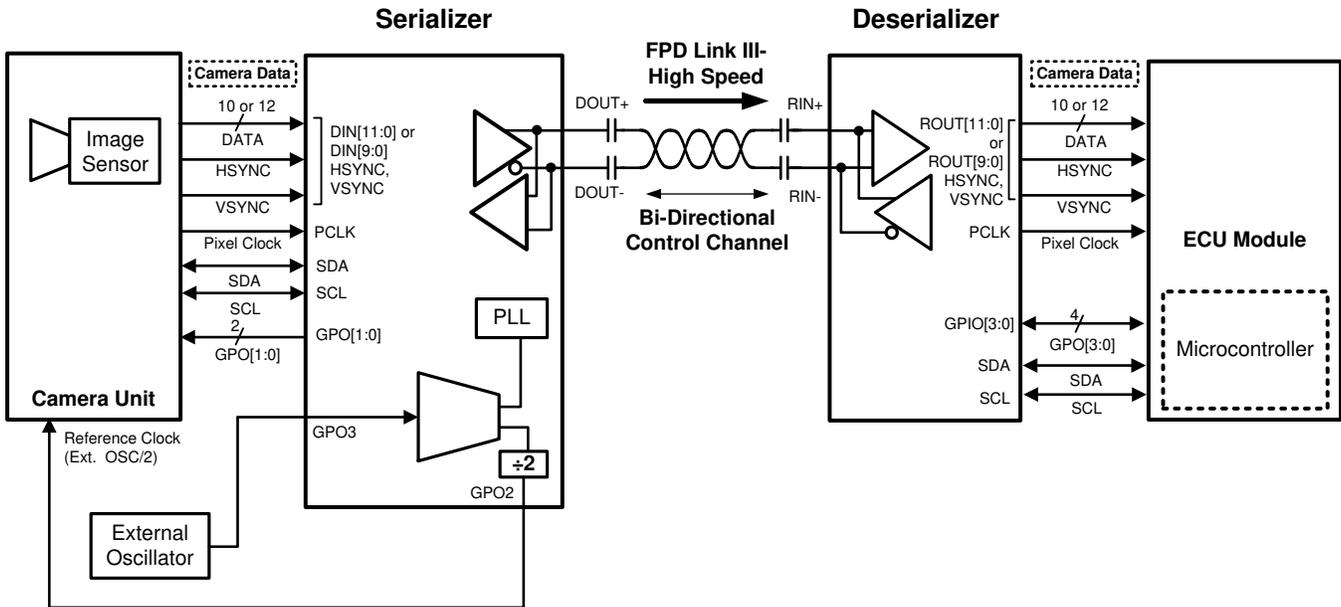 Serializer
Deserializer
FPD Link III-
High Speed
Camera Data
10 or 12
DATA
HSYNC
VSYNC
Pixel Clock
SDA
SCL
2
GPO[1:0]
Image
Sensor
Camera Unit
DIN[11:0] or
DIN[9:0]
HSYNC,
VSYNC
PCLK
SDA
SCL
GPO[1:0]
PLL
GPO3
÷2
GPO2
Reference Clock
(Ext. OSC/2)
External
Oscillator
DOUT+
DOUT-
RIN+
RIN-
Bi-Directional
Control Channel
ROUT[11:0]
or
ROUT[9:0]
HSYNC,
VSYNC
PCLK
GPIO[3:0]
SDA
SCL
Camera Data
10 or 12
DATA
HSYNC
VSYNC
Pixel Clock
4
GPO[3:0]
SDA
SCL
ECU Module
Microcontroller